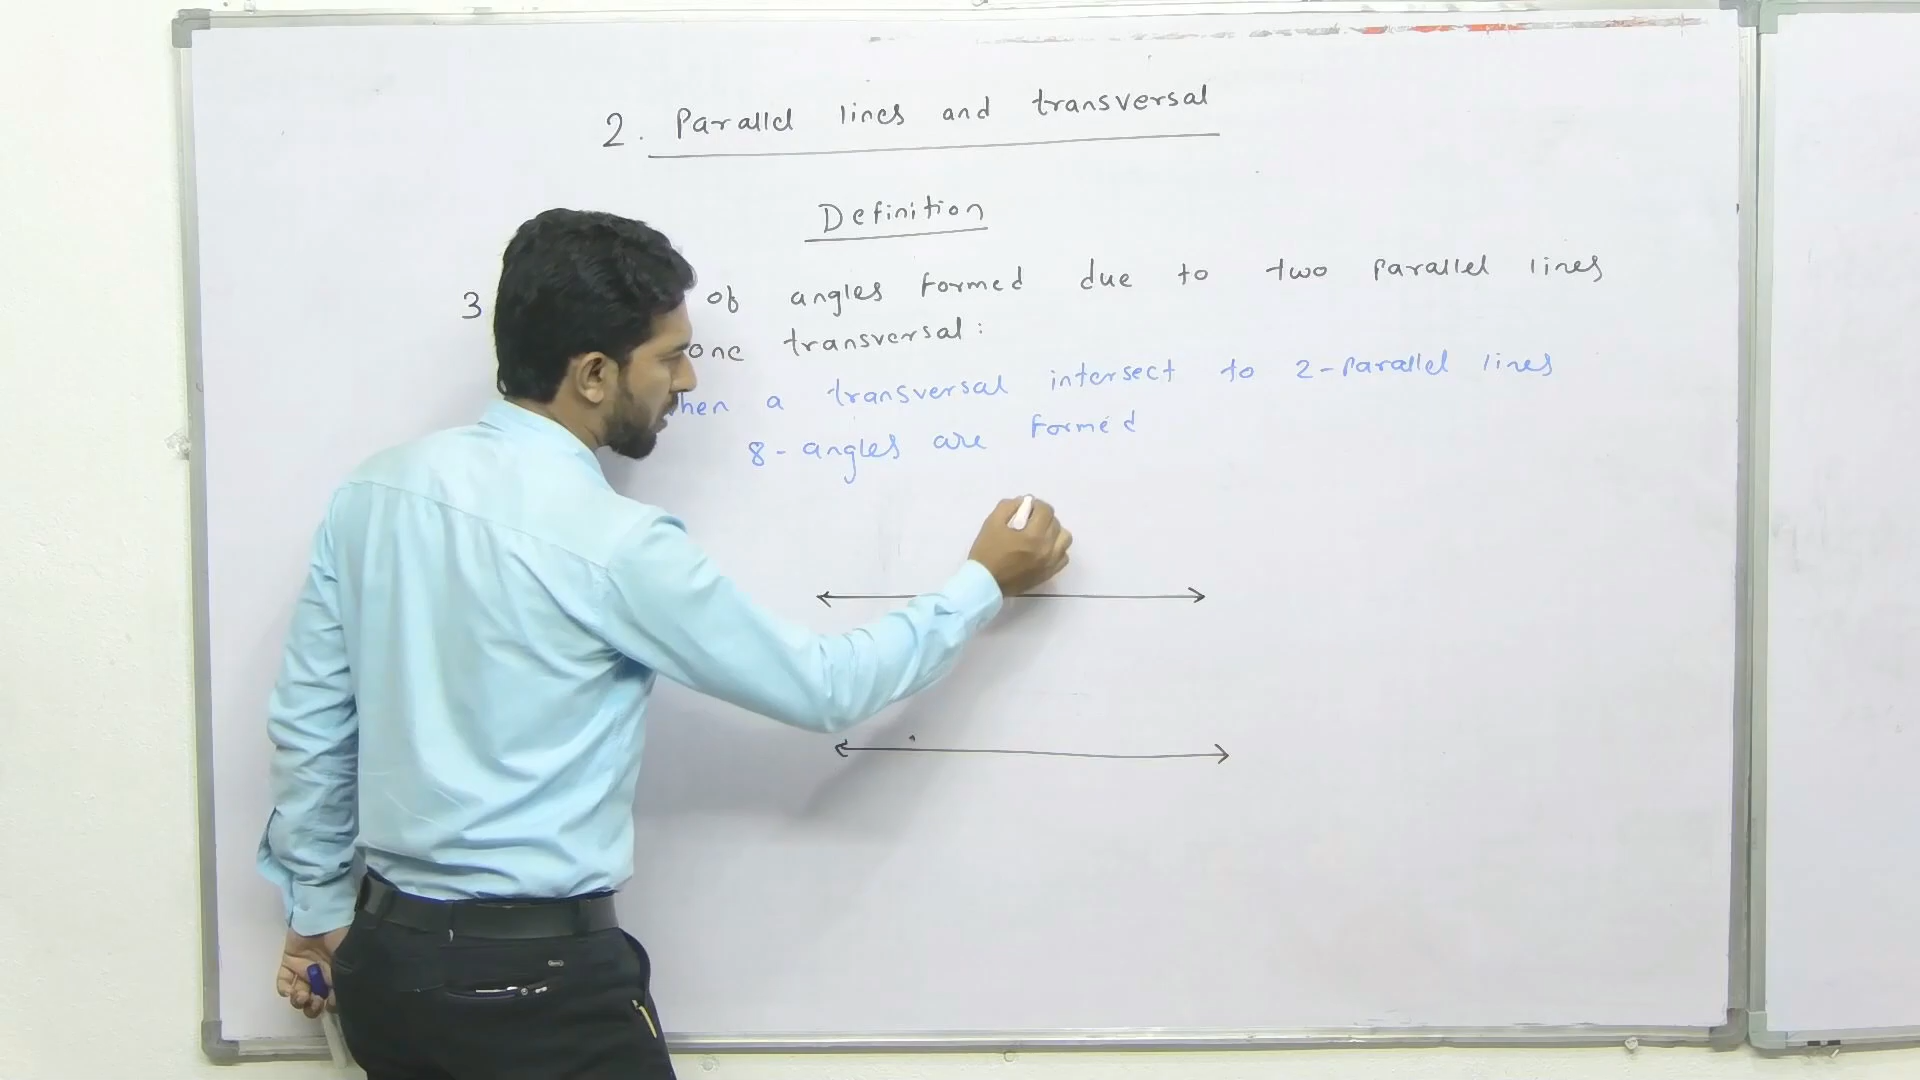 2. Parallel lines and transversal
Definition
3 of angles formed due to two parallel lines
one transversal:
hen a transversal intersect to 2-parallel lines
8-angles are formed